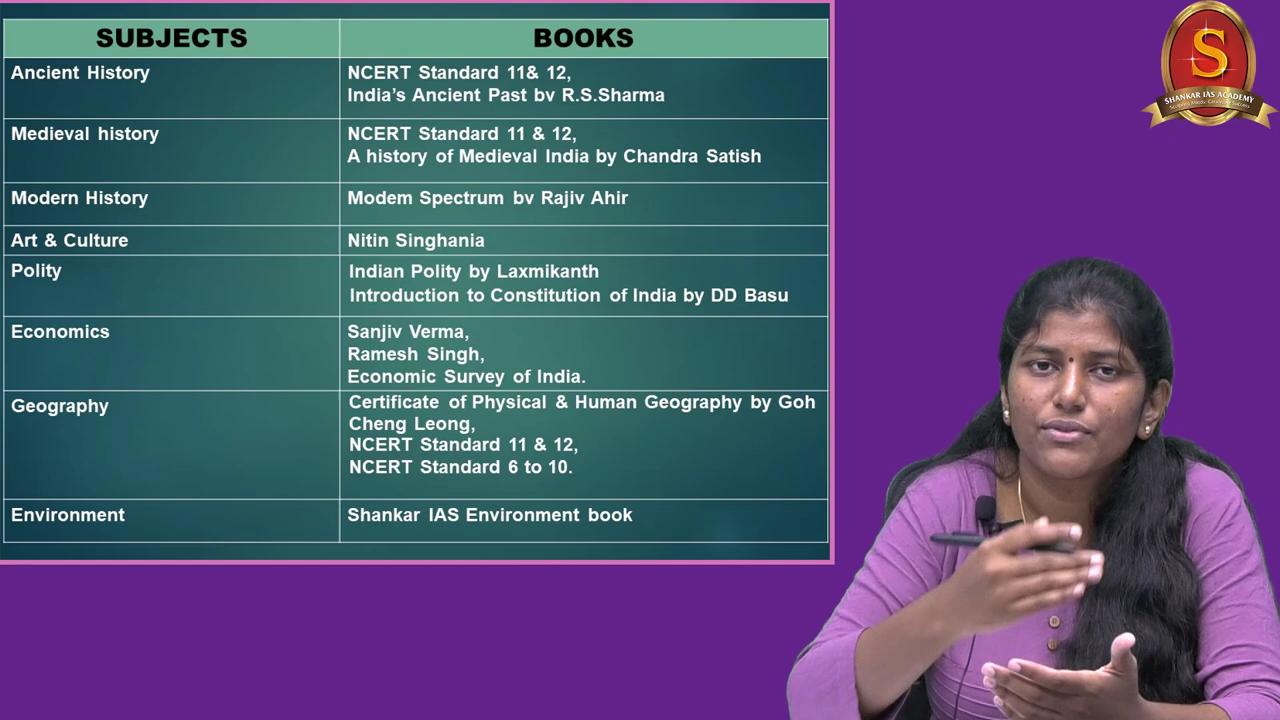 SUBJECTS
BOOKS
Ancient History
NCERT Standard 11& 12,
India's Ancient Past bv R.S.Sharma
Medieval history
NCERT Standard 11 & 12,
A history of Medieval India by Chandra Satish
Modern History
Modem Spectrum bv Rajiv Ahir
Art & Culture
Nitin Singhania
Polity
Indian Polity by Laxmikanth
Introduction to Constitution of India by DD Basu
Economics
Sanjiv Verma,
Ramesh Singh,
Economic Survey of India.
Geography
Certificate of Physical & Human Geography by Goh
Cheng Leong,
NCERT Standard 11 & 12,
NCERT Standard 6 to 10.
Environment
Shankar IAS Environment book
S
SHANKAR IAS ACADEMY